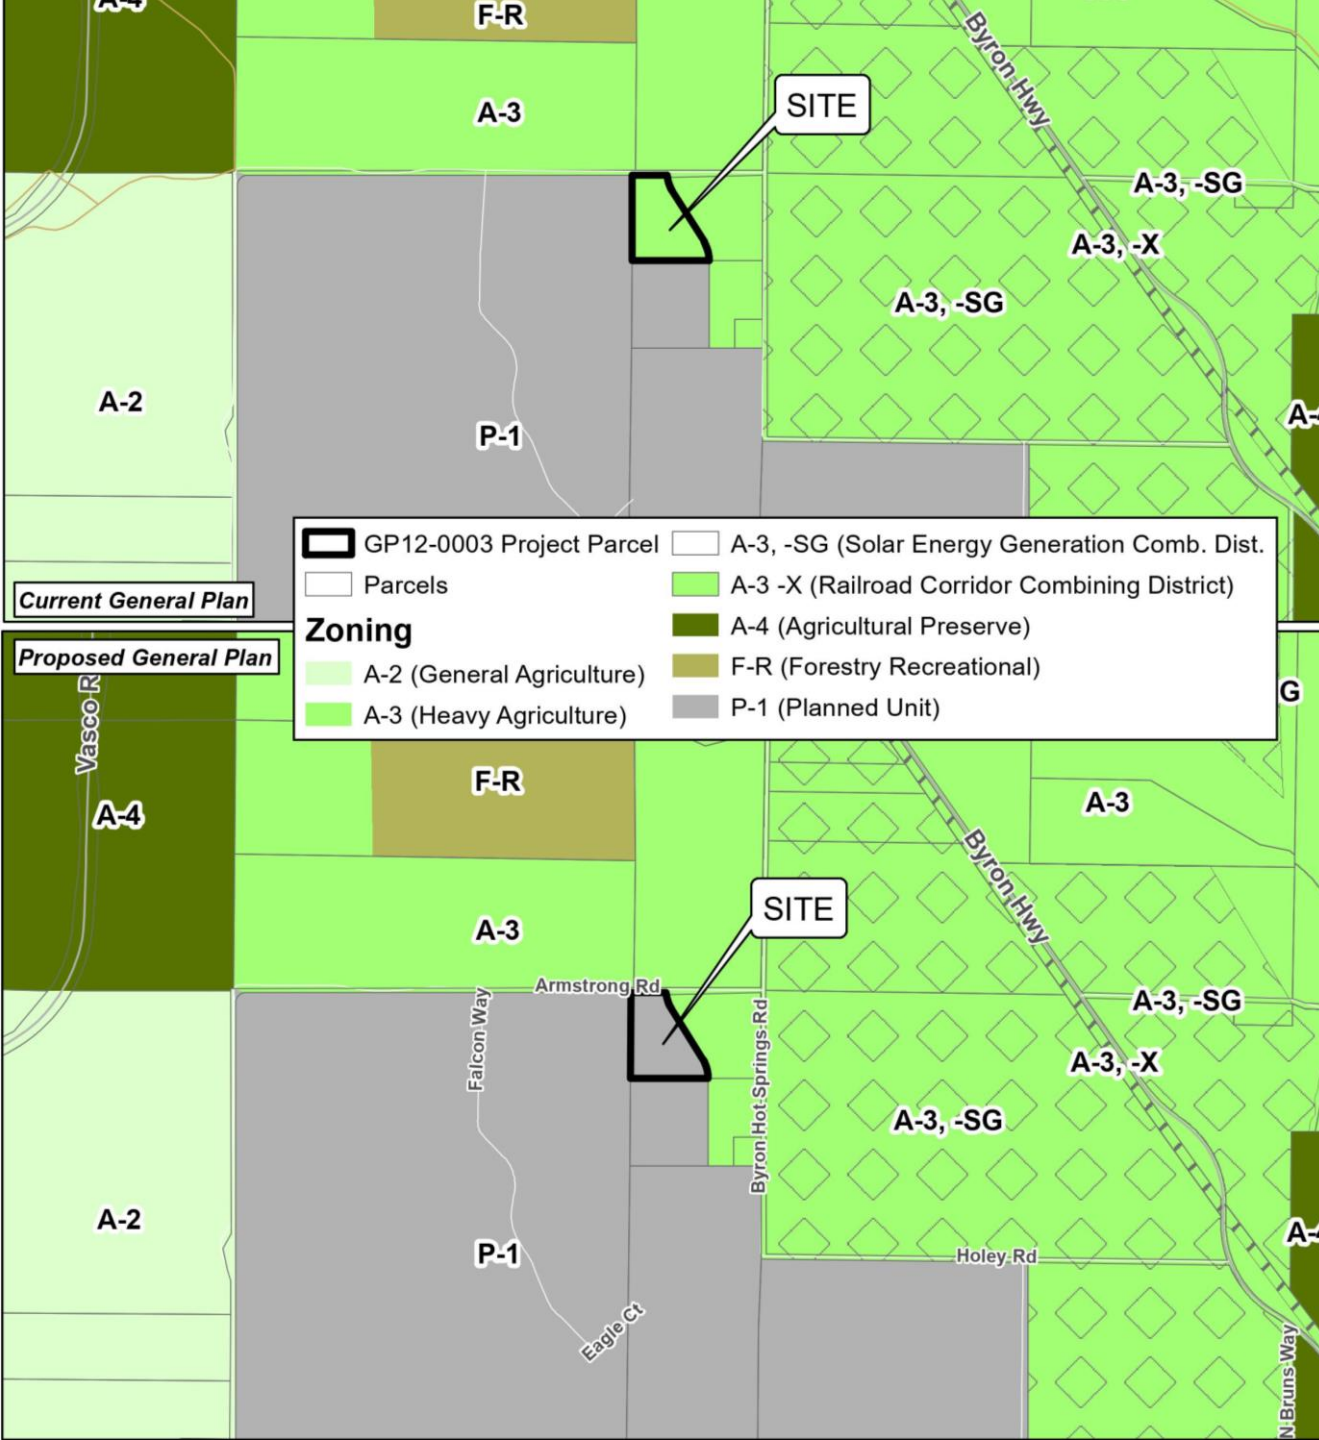 A-4
F-R
A-3
SITE
Byron Hwy
A-3, -SG
A-3, -X
A-3, -SG
A-2
P-1
Current General Plan
GP12-0003 Project Parcel
Parcels
Zoning
A-2 (General Agriculture)
A-3 (Heavy Agriculture)
A-3, -SG (Solar Energy Generation Comb. Dist.
A-3 -X (Railroad Corridor Combining District)
A-4 (Agricultural Preserve)
F-R (Forestry Recreational)
P-1 (Planned Unit)
Proposed General Plan
G
A-4
F-R
A-3
Byron Hwy
SITE
A-3
Armstrong Rd
A-3, -SG
Falcon Way
Byron Hot Springs Rd
A-3, -X
A-3, -SG
A-2
P-1
Holey Rd
Eagle Ct
N Bruns Way